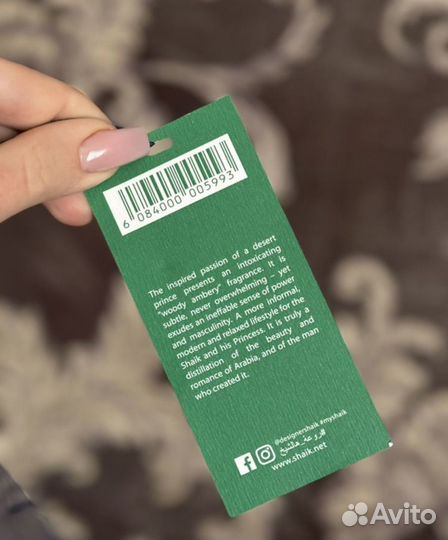 6 084000 005993
The inspired passion of a desert
prince presents an intoxicating
"woody ambery" fragrance. It is
subtle, never overwhelming – yet
exudes an ineffable sense of power
and masculinity. A more informal,
modern and relaxed lifestyle for the
Shaik and his Princess. It is truly a
distillation of the beauty and
romance of Arabia, and of the man
who created it.
@designershaik #myshaik
#روعة_هالشيخ
www.shaik.net
Avito